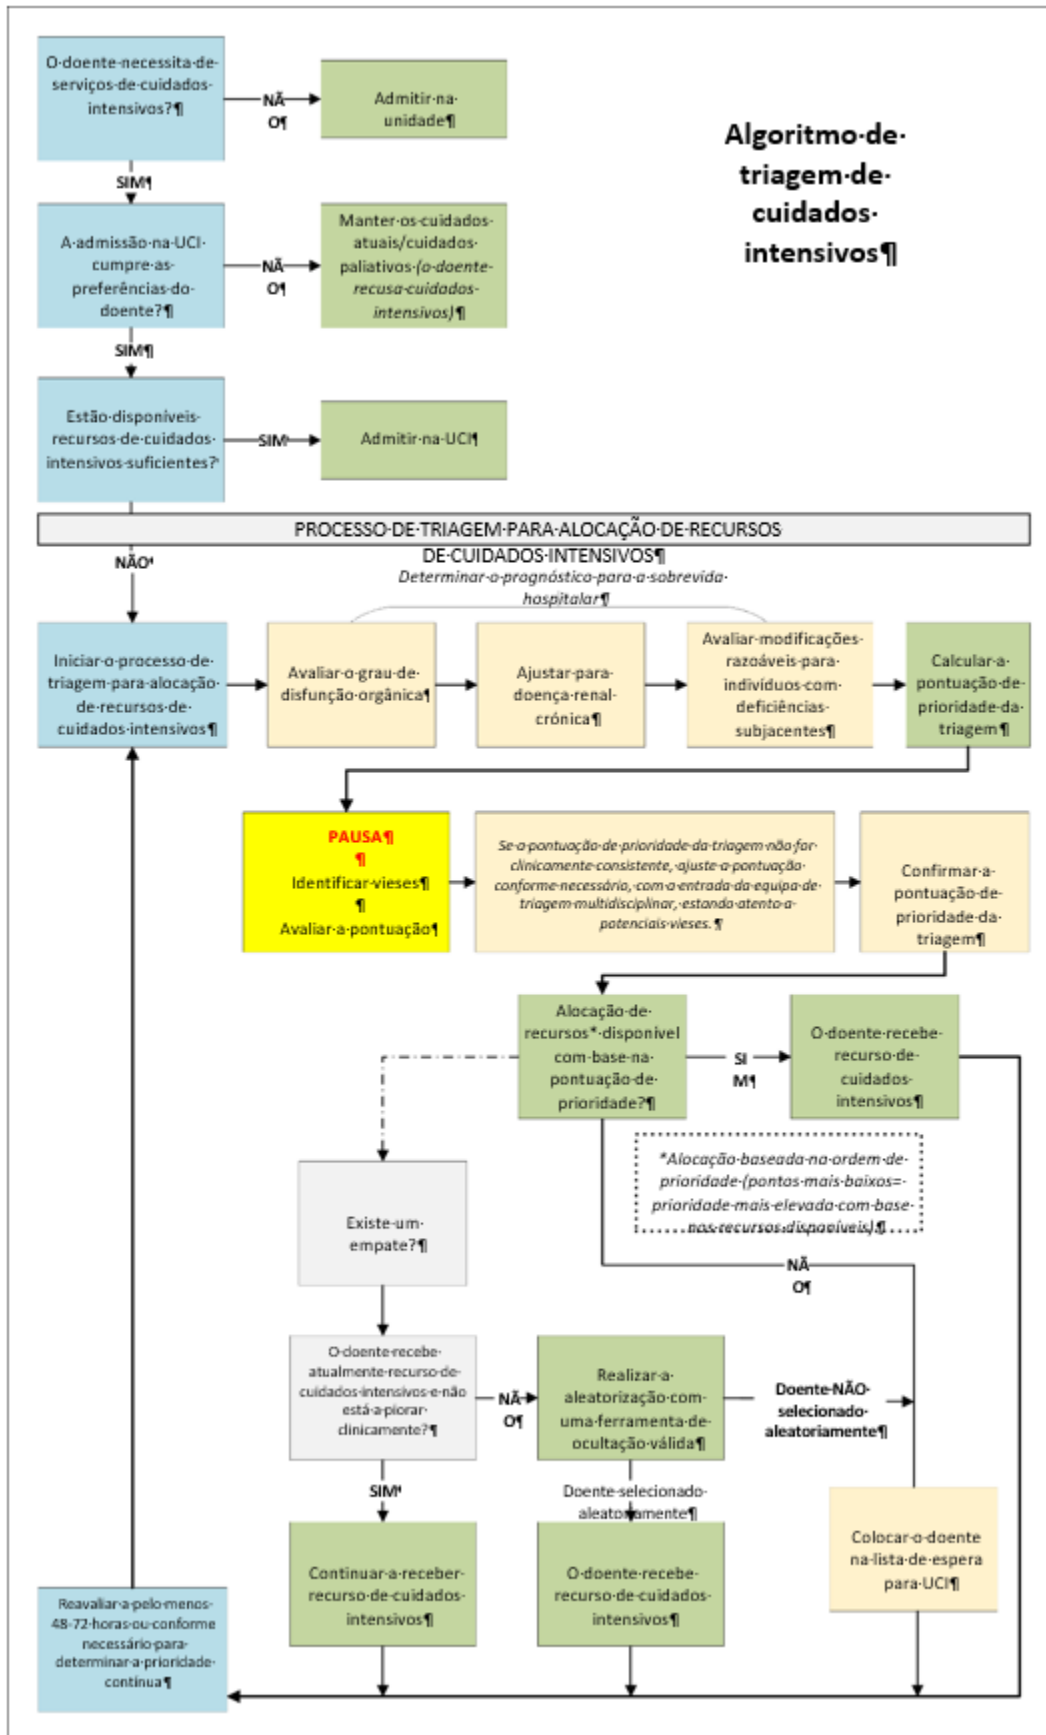 O·doente·necessita·de·
serviços·de·cuidados·
intensivos?¶
NÃ
O¶
Admitir·na·
unidade¶
Algoritmo·de·
triagem·de·
cuidados·
intensivos¶
SIM¶
A·admissão·na·UCI·
cumpre·as·
preferências·do·
doente?¶
NÃ
O¶
Manter·os·cuidados·
atuais/cuidados·
paliativos·(o·doente·
recusa·cuidados·
intensivos)¶
SIM¶
Estão·disponíveis·
recursos·de·cuidados·
intensivos·suficientes?
SIM
Admitir·na·UCI¶
PROCESSO·DE·TRIAGEM·PARA·ALOCAÇÃO·DE·RECURSOS
DE·CUIDADOS·INTENSIVOS¶
NÃO
Determinar·o·prognóstico·para·a·sobrevida·
hospitalar¶
Iniciar·o·processo·de·
triagem·para·alocação·
de·recursos·de·
cuidados·intensivos¶
Avaliar·o·grau·de·
disfunção·orgânica¶
Ajustar·para·
doença·renal·
crónica¶
Avaliar·modificações·
razoáveis·para·
indivíduos·com·
deficiências·
subjacentes¶
Calcular·a·
pontuação·de·
prioridade·da·
triagem¶
PAUSA¶
¶
Identificar·vieses¶
¶
Avaliar·a·pontuação¶
Se·a·pontuação·de·prioridade·da·triagem·não·for·
clinicamente·consistente,·ajuste·a·pontuação·
conforme·necessário,·com·a·entrada·da·equipa·de·
triagem·multidisciplinar,·estando·atento·a·
potenciais·vieses.·¶
Confirmar·a·
pontuação·de·
prioridade·da·
triagem¶
Alocação·de·
recursos*·disponível
com·base·na·
pontuação·de·
prioridade?¶
SI
M¶
O·doente·recebe·
recurso·de·
cuidados·
intensivos¶
*Alocação·baseada·na·ordem·de·
prioridade·(pontos·mais·baixos=·
prioridade·mais·elevada·com·base·
nos·recursos·disponíveis)¶
Existe·um·
empate?¶
NÃ
O¶
O·doente·recebe·
atualmente·recurso·de·
cuidados·intensivos·e·não·
está·a·piorar·
clinicamente?¶
NÃ
O¶
Realizar·a·
aleatorização·com·
uma·ferramenta·de·
ocultação·válida¶
Doente·NÃO·
selecionado·
aleatoriamente¶
SIM
Doente·selecionado·
aleatoriamente¶
Continuar·a·receber·
recurso·de·cuidados·
intensivos¶
O·doente·recebe·
recurso·de·cuidados·
intensivos¶
Colocar·o·doente
na·lista·de·espera
para·UCI¶
Reavaliar·a·pelo·menos·
48-72·horas·ou·conforme
necessário·para·
determinar·a·prioridade·
contínua¶